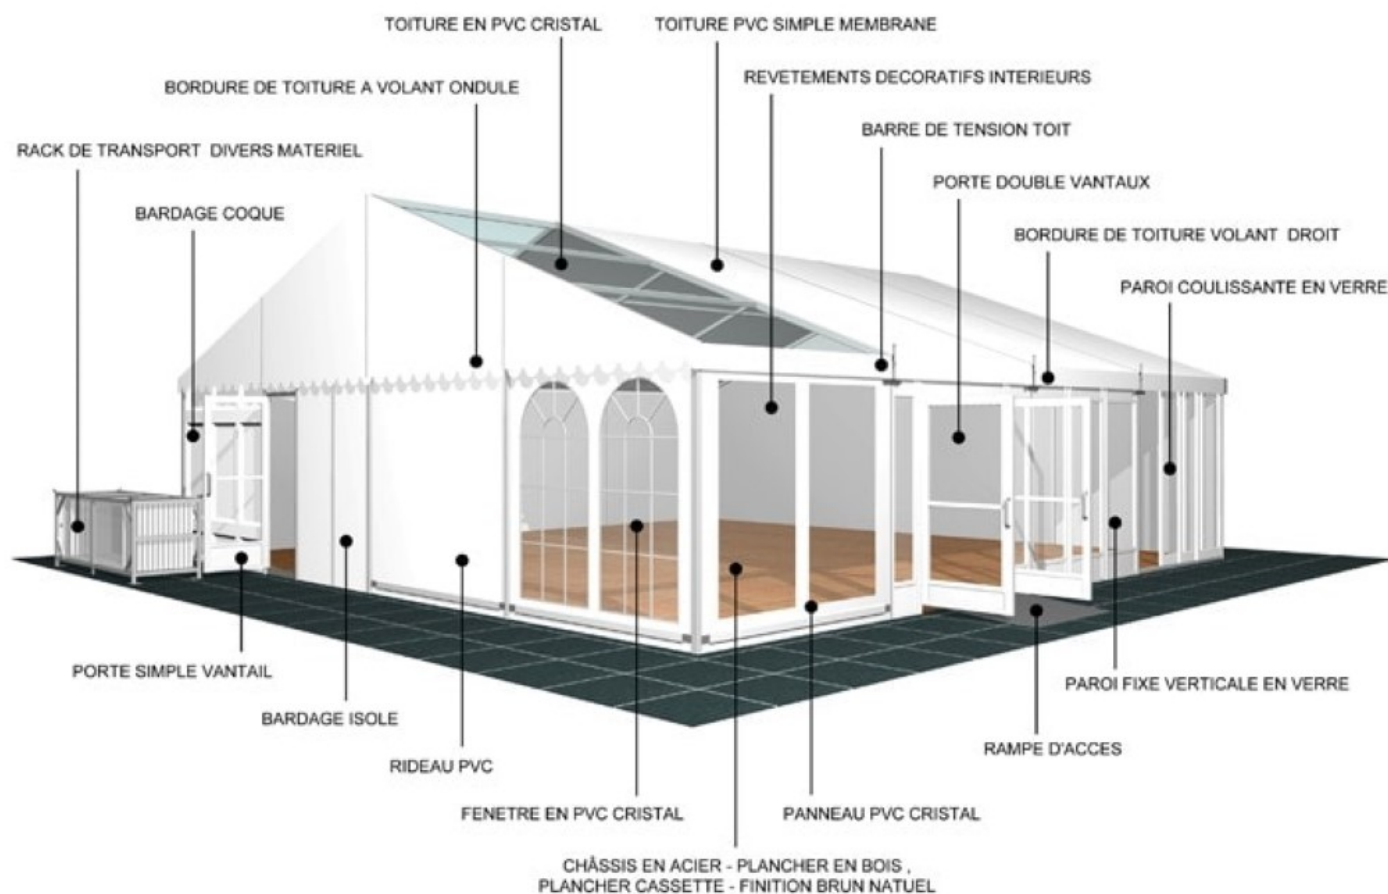 TOITURE EN PVC CRISTAL
TOITURE PVC SIMPLE MEMBRANE
REVETEMENTS DECORATIFS INTERIEURS
BORDURE DE TOITURE A VOLANT ONDULE
BARRE DE TENSION TOIT
RACK DE TRANSPORT DIVERS MATERIEL
PORTE DOUBLE VANTAUX
BARDAGE COQUE
BORDURE DE TOITURE VOLANT DROIT
PAROI COULISSANTE EN VERRE
PORTE SIMPLE VANTAIL
PAROI FIXE VERTICALE EN VERRE
BARDAGE ISOLE
RAMPE D'ACCES
RIDEAU PVC
FENETRE EN PVC CRISTAL
PANNEAU PVC CRISTAL
CHÂSSIS EN ACIER - PLANCHER EN BOIS ,
PLANCHER CASSETTE - FINITION BRUN NATUEL